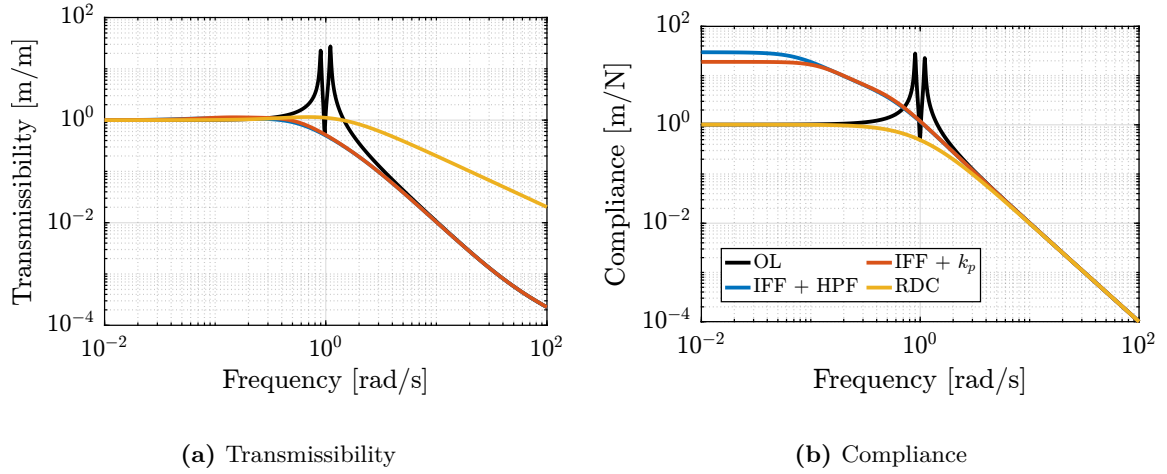 Transmissibility [m/m]
10^2
10^0
10^{-2}
10^{-4}
10^{-2}
10^0
10^2
Frequency [rad/s]
(a) Transmissibility
Compliance [m/N]
10^2
10^0
10^{-2}
10^{-4}
OL
IFF + HPF
IFF + k_p
RDC
10^{-2}
10^0
10^2
Frequency [rad/s]
(b) Compliance